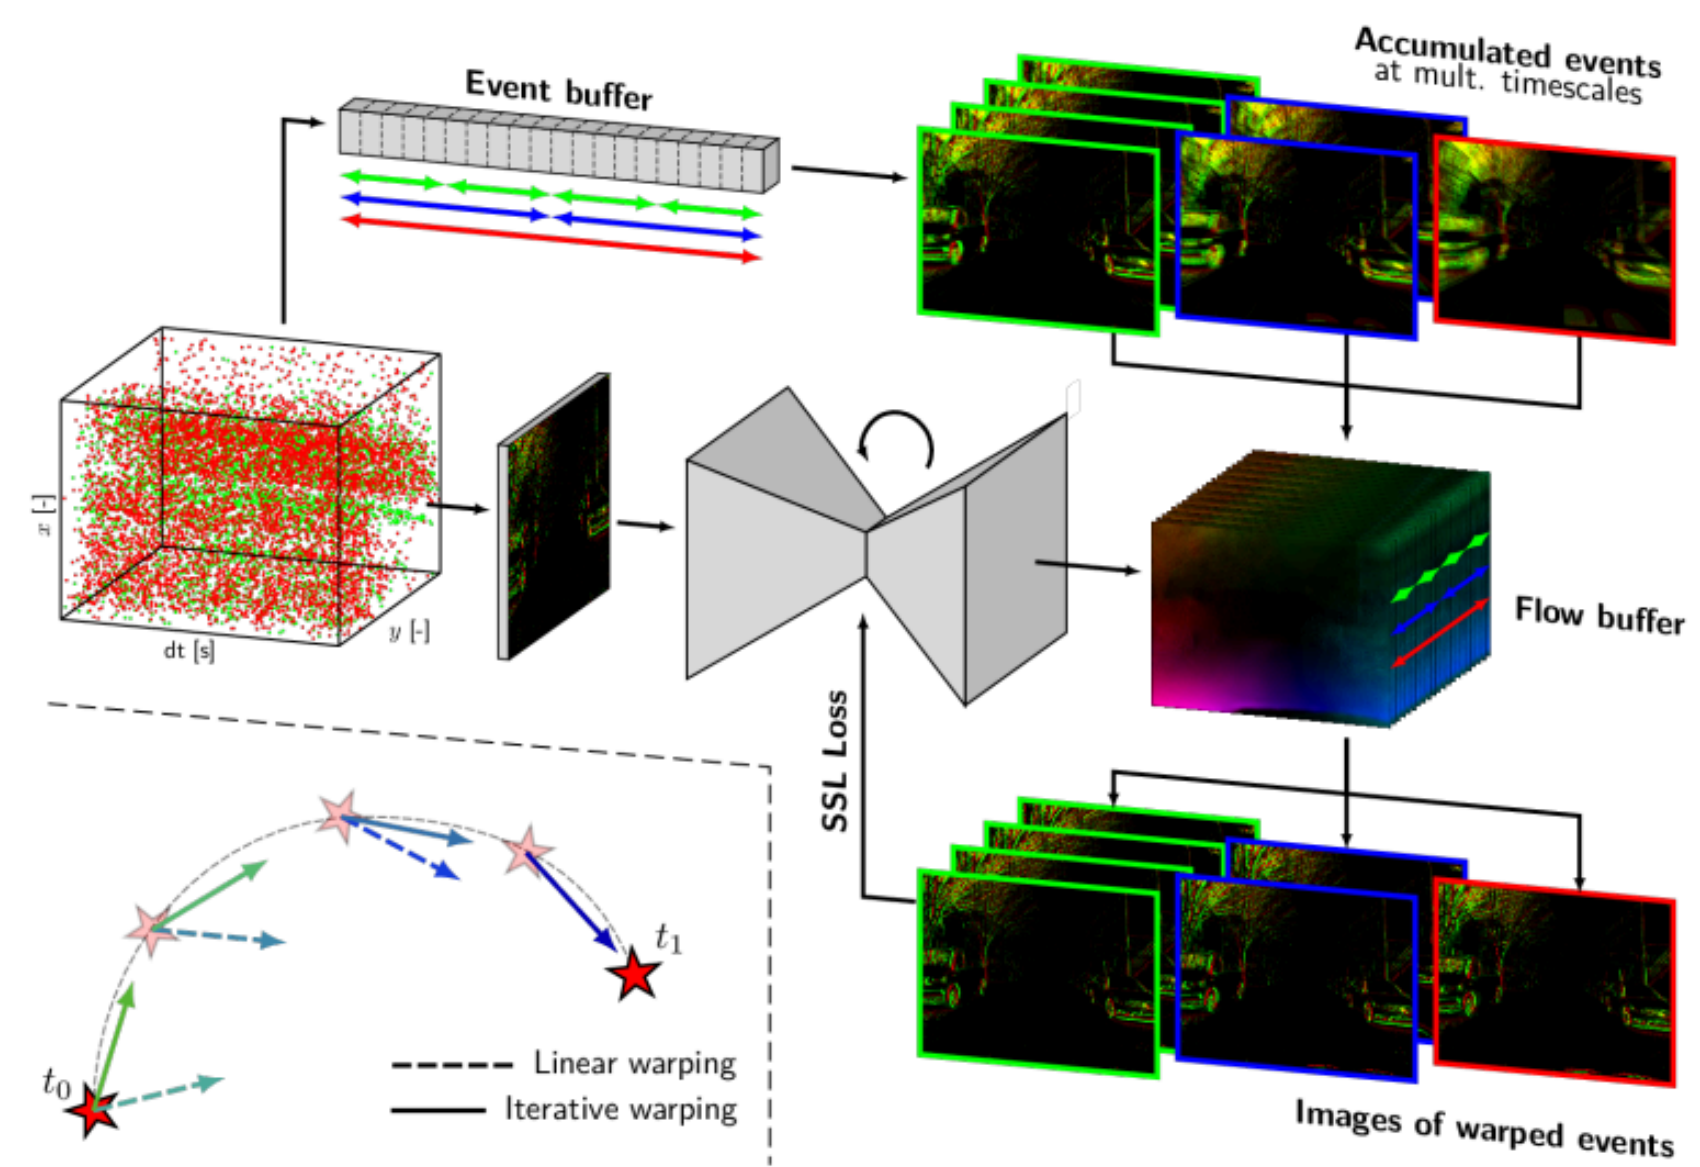 Accumulated events
at mult. timescales
Event buffer
x [-]
y [-]
dt [s]
Flow buffer
SSL Loss
t₁
t₀
Linear warping
Iterative warping
Images of warped events